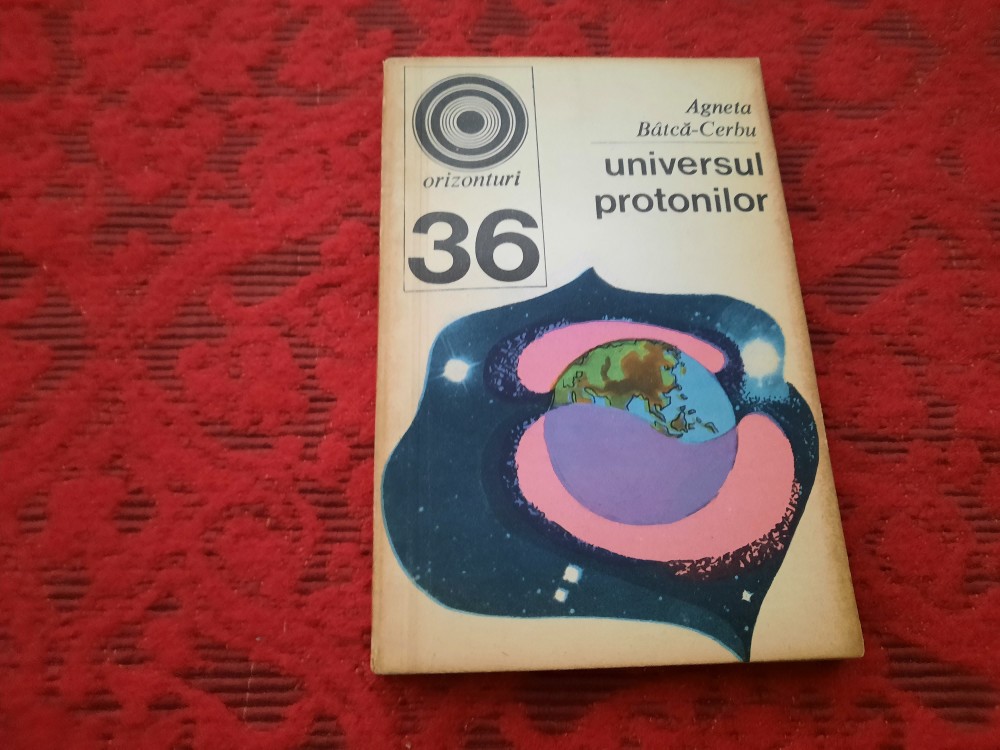 orizonturi
36
Agneta
Bâtcă-Cerbu
universul
protonilor